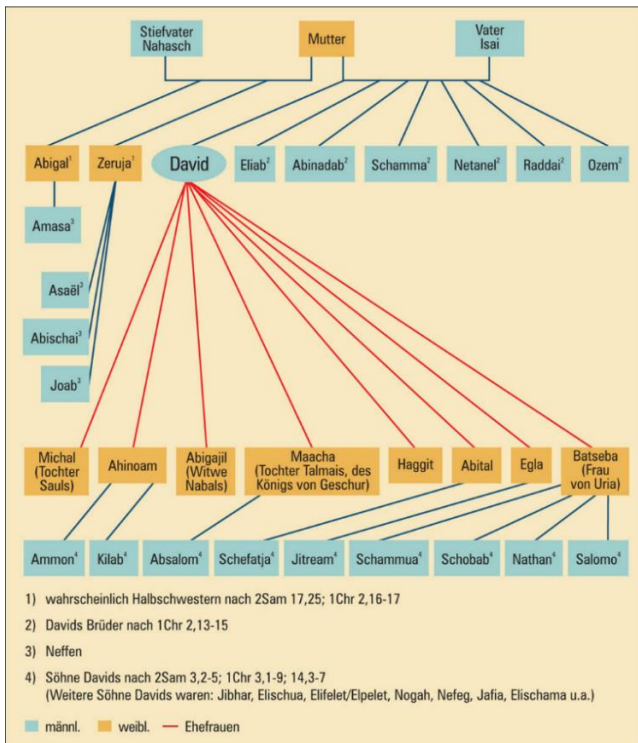 Stiefvater
Nahasch
Mutter
Vater
Isai
Abigal¹
Zeruja¹
David
Eliab²
Abinadab²
Schamma²
Netanel²
Raddai²
Ozem²
Amasa³
Asaël³
Abischai³
Joab³
Michal
(Tochter
Sauls)
Ahinoam
Abigajil
(Witwe
Nabals)
Maacha
(Tochter Talmais, des
Königs von Geschur)
Haggit
Abital
Egla
Batseba
(Frau
von Uria)
Ammon⁴
Kilab⁴
Absalom⁴
Schefatja⁴
Jitream⁴
Schammua⁴
Schobab⁴
Nathan⁴
Salomo⁴
1) wahrscheinlich Halbschwestern nach 2Sam 17,25; 1Chr 2,16-17
2) Davids Brüder nach 1Chr 2,13-15
3) Neffen
4) Söhne Davids nach 2Sam 3,2-5; 1Chr 3,1-9; 14,3-7
(Weitere Söhne Davids waren: Jibhar, Elischua, Elifelet/Elpelet, Nogah, Nefeg, Jafia, Elischama u.a.)
männl. weibl. Ehefrauen